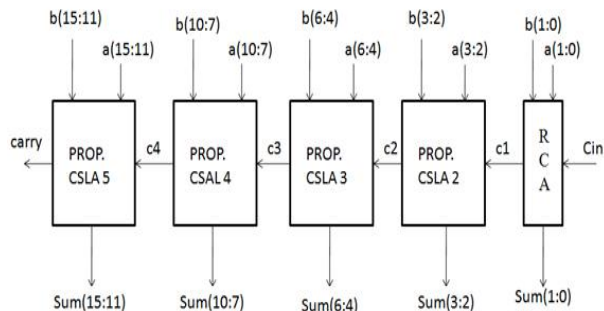 b(15:11)
a(15:11)
b(10:7)
a(10:7)
b(6:4)
a(6:4)
b(3:2)
a(3:2)
b(1:0)
a(1:0)
carry
PROP.
CSLA 5
c4
PROP.
CSAL 4
c3
PROP.
CSLA 3
c2
PROP.
CSLA 2
c1
R
C
A
Cin
Sum(15:11)
Sum(10:7)
Sum(6:4)
Sum(3:2)
Sum(1:0)